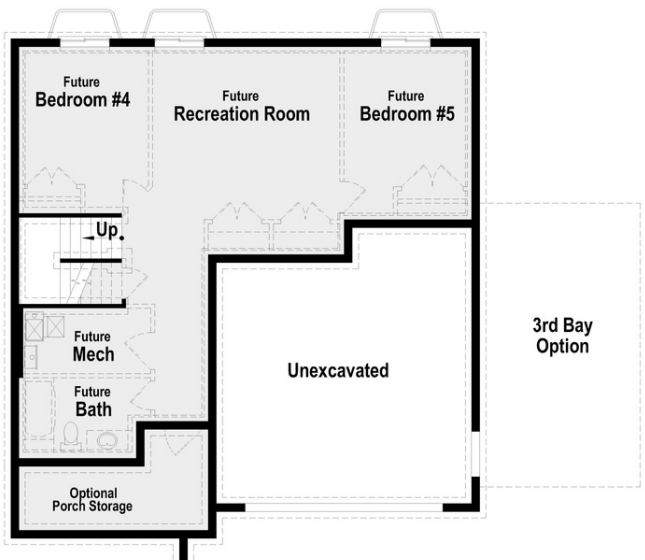 Future
Bedroom #4
Future
Recreation Room
Future
Bedroom #5
Up
3rd Bay
Option
Future
Mech
Unexcavated
Future
Bath
Optional
Porch Storage